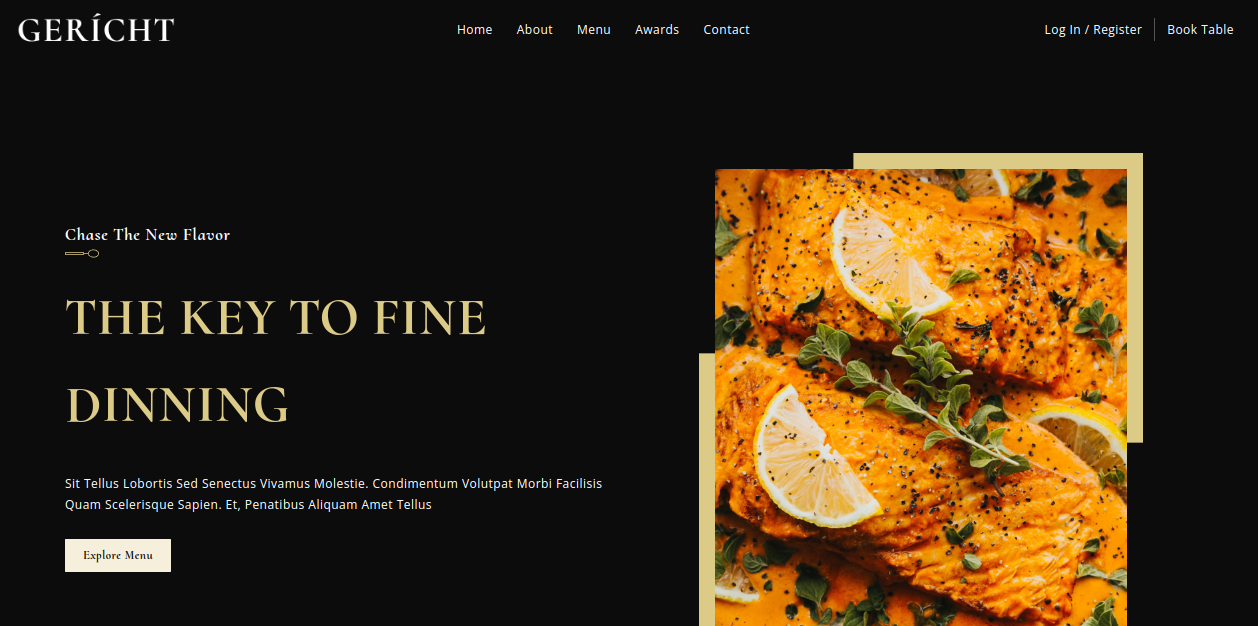 GERÍCHT
Home About Menu Awards Contact
Log In / Register Book Table
Chase The New Flavor
THE KEY TO FINE
DINNING
Sit Tellus Lobortis Sed Senectus Vivamus Molestie. Condimentum Volutpat Morbi Facilisis
Quam Scelerisque Sapien. Et, Penatibus Aliquam Amet Tellus
Explore Menu